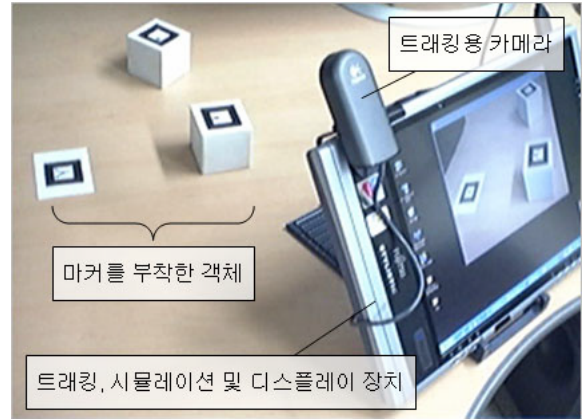 트래킹용 카메라
마커를 부착한 객체
트래킹, 시뮬레이션 및 디스플레이 장치